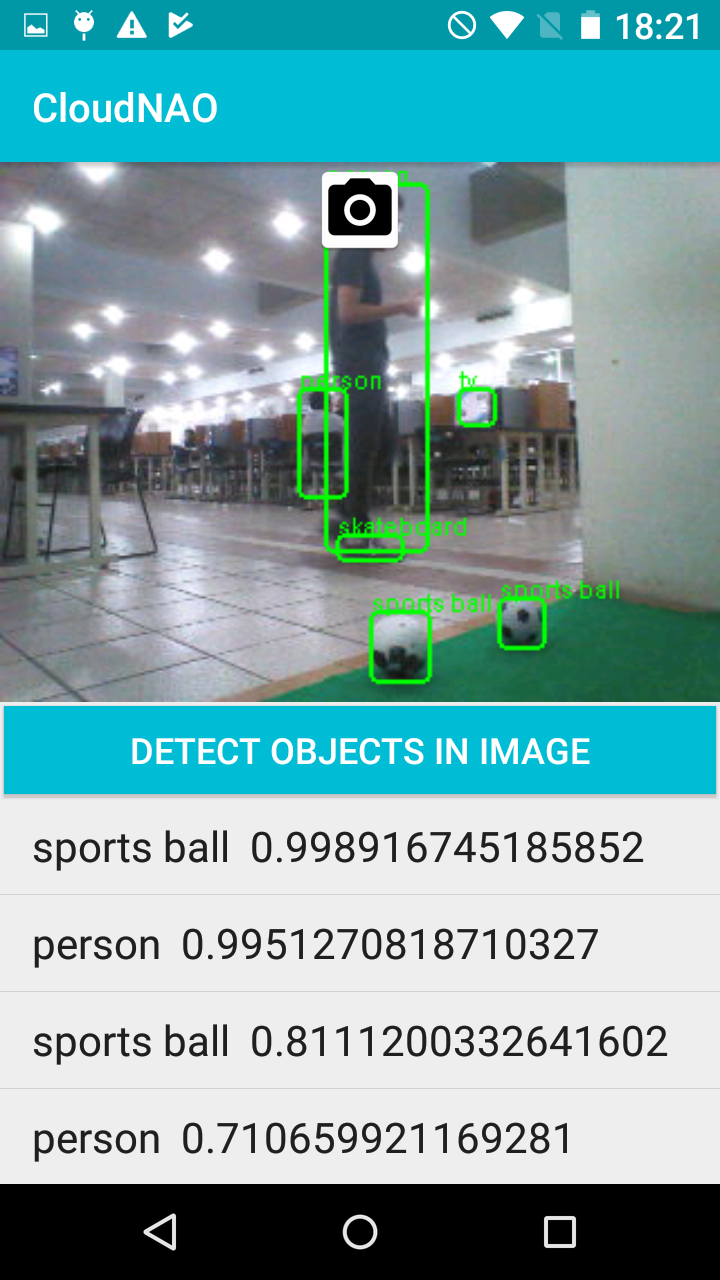 18:21
CloudNAO
person
tv
skateboard
sports ball
sports ball
DETECT OBJECTS IN IMAGE
sports ball 0.998916745185852
person 0.9951270818710327
sports ball 0.8111200332641602
person 0.710659921169281